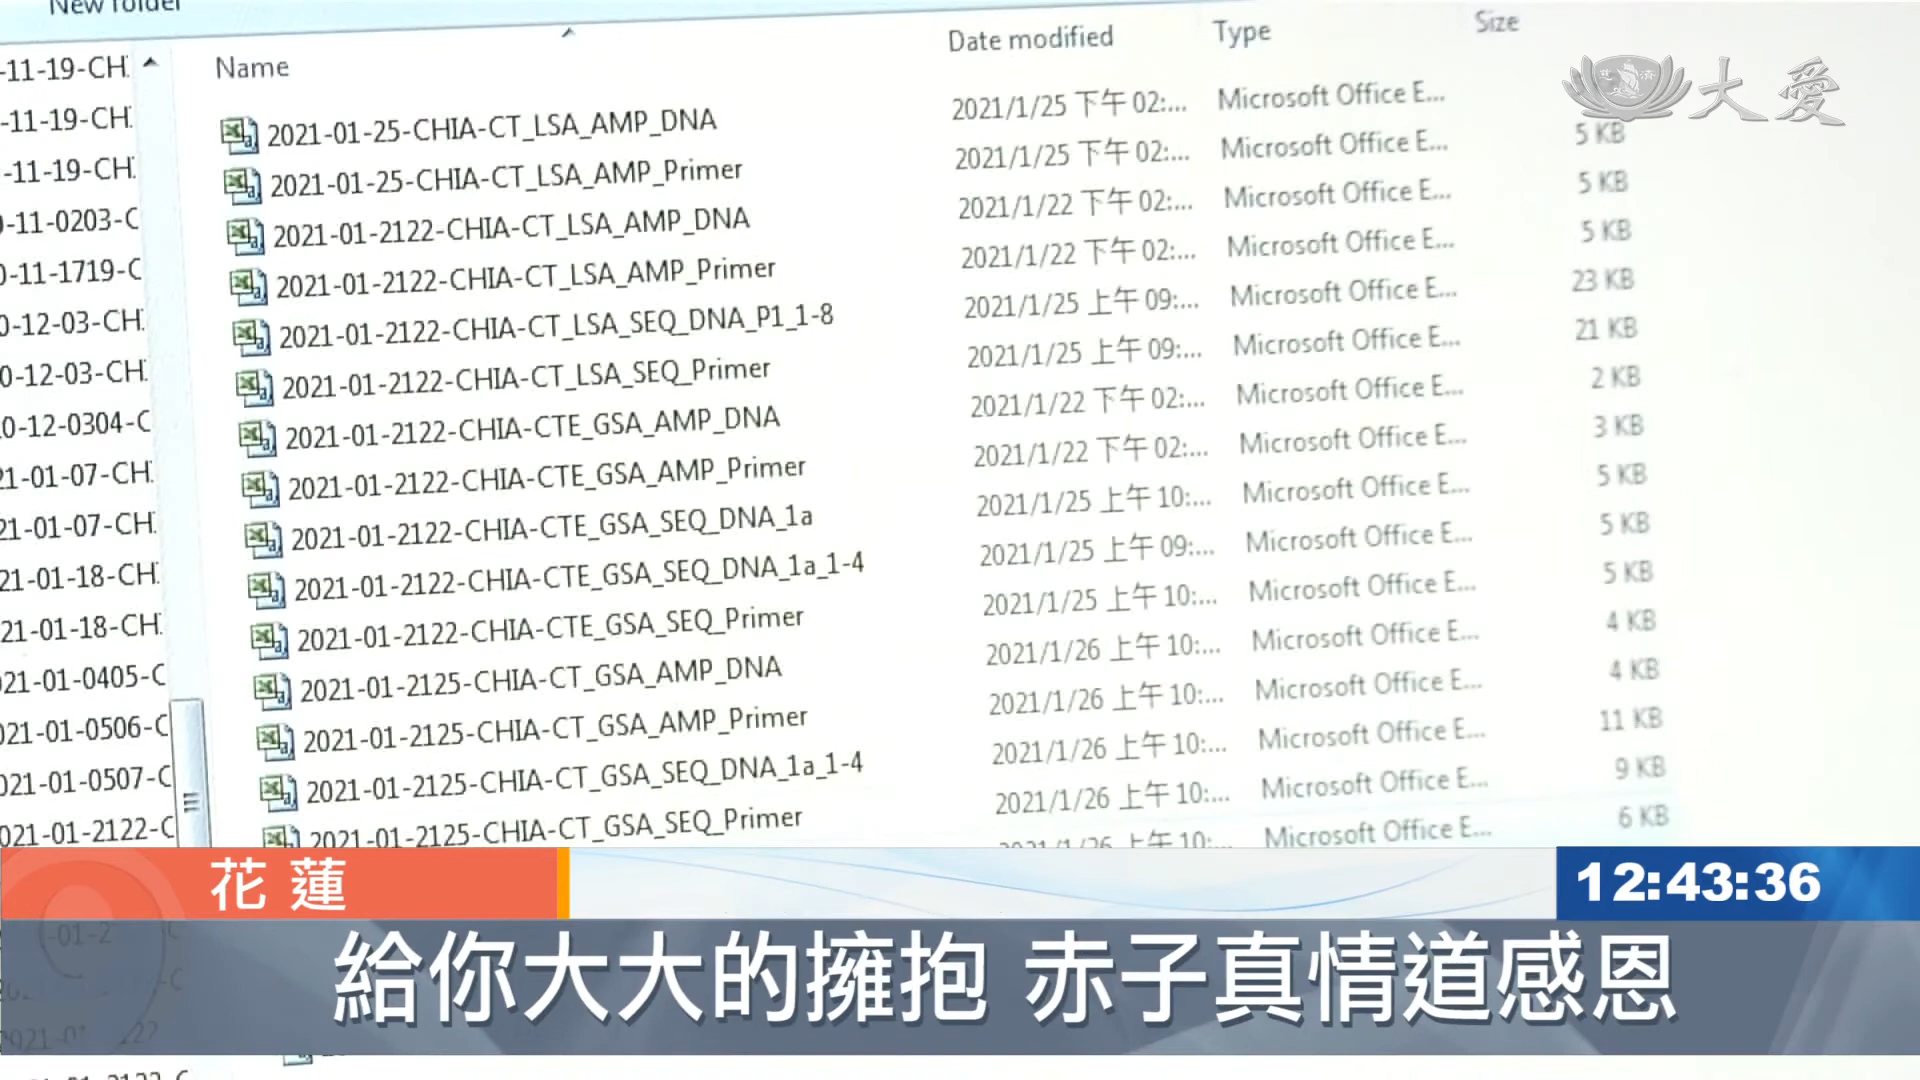 New folder
Name Date modified Type Size
大愛
-11-19-CH
-11-19-CH
-11-19-CH
-11-0203-C
0-11-1719-C
0-12-03-CH
0-12-03-CH
0-12-0304-C
21-01-07-CH
21-01-07-CH
21-01-18-CH
21-01-18-CH
021-01-0405-C
021-01-0506-C
021-01-0507-C
021-01-2122-C
2021-01-25-CHIA-CT_LSA_AMP_DNA
2021-01-25-CHIA-CT_LSA_AMP_Primer
2021-01-2122-CHIA-CT_LSA_AMP_DNA
2021-01-2122-CHIA-CT_LSA_AMP_Primer
2021-01-2122-CHIA-CT_LSA_SEQ_DNA_P1_1-8
2021-01-2122-CHIA-CT_LSA_SEQ_Primer
2021-01-2122-CHIA-CTE_GSA_AMP_DNA
2021-01-2122-CHIA-CTE_GSA_AMP_Primer
2021-01-2122-CHIA-CTE_GSA_SEQ_DNA_1a
2021-01-2122-CHIA-CTE_GSA_SEQ_DNA_1a_1-4
2021-01-2122-CHIA-CTE_GSA_SEQ_Primer
2021-01-2125-CHIA-CT_GSA_AMP_DNA
2021-01-2125-CHIA-CT_GSA_AMP_Primer
2021-01-2125-CHIA-CT_GSA_SEQ_DNA_1a_1-4
2021-01-2125-CHIA-CT_GSA_SEQ_Primer
2021/1/25 下午 02:... Microsoft Office E...
2021/1/25 下午 02:... Microsoft Office E... 5 KB
2021/1/22 下午 02:... Microsoft Office E... 5 KB
2021/1/22 下午 02:... Microsoft Office E... 5 KB
2021/1/25 上午 09:... Microsoft Office E... 23 KB
2021/1/25 上午 09:... Microsoft Office E... 21 KB
2021/1/22 下午 02:... Microsoft Office E... 2 KB
2021/1/22 下午 02:... Microsoft Office E... 3 KB
2021/1/25 上午 10:... Microsoft Office E... 5 KB
2021/1/25 上午 09:... Microsoft Office E... 5 KB
2021/1/25 上午 10:... Microsoft Office E... 5 KB
2021/1/26 上午 10:... Microsoft Office E... 4 KB
2021/1/26 上午 10:... Microsoft Office E... 4 KB
2021/1/26 上午 10:... Microsoft Office E... 11 KB
2021/1/26 上午 10:... Microsoft Office E... 9 KB
Microsoft Office E... 6 KB
花蓮
12:43:36
給你大大的擁抱 赤子真情道感恩